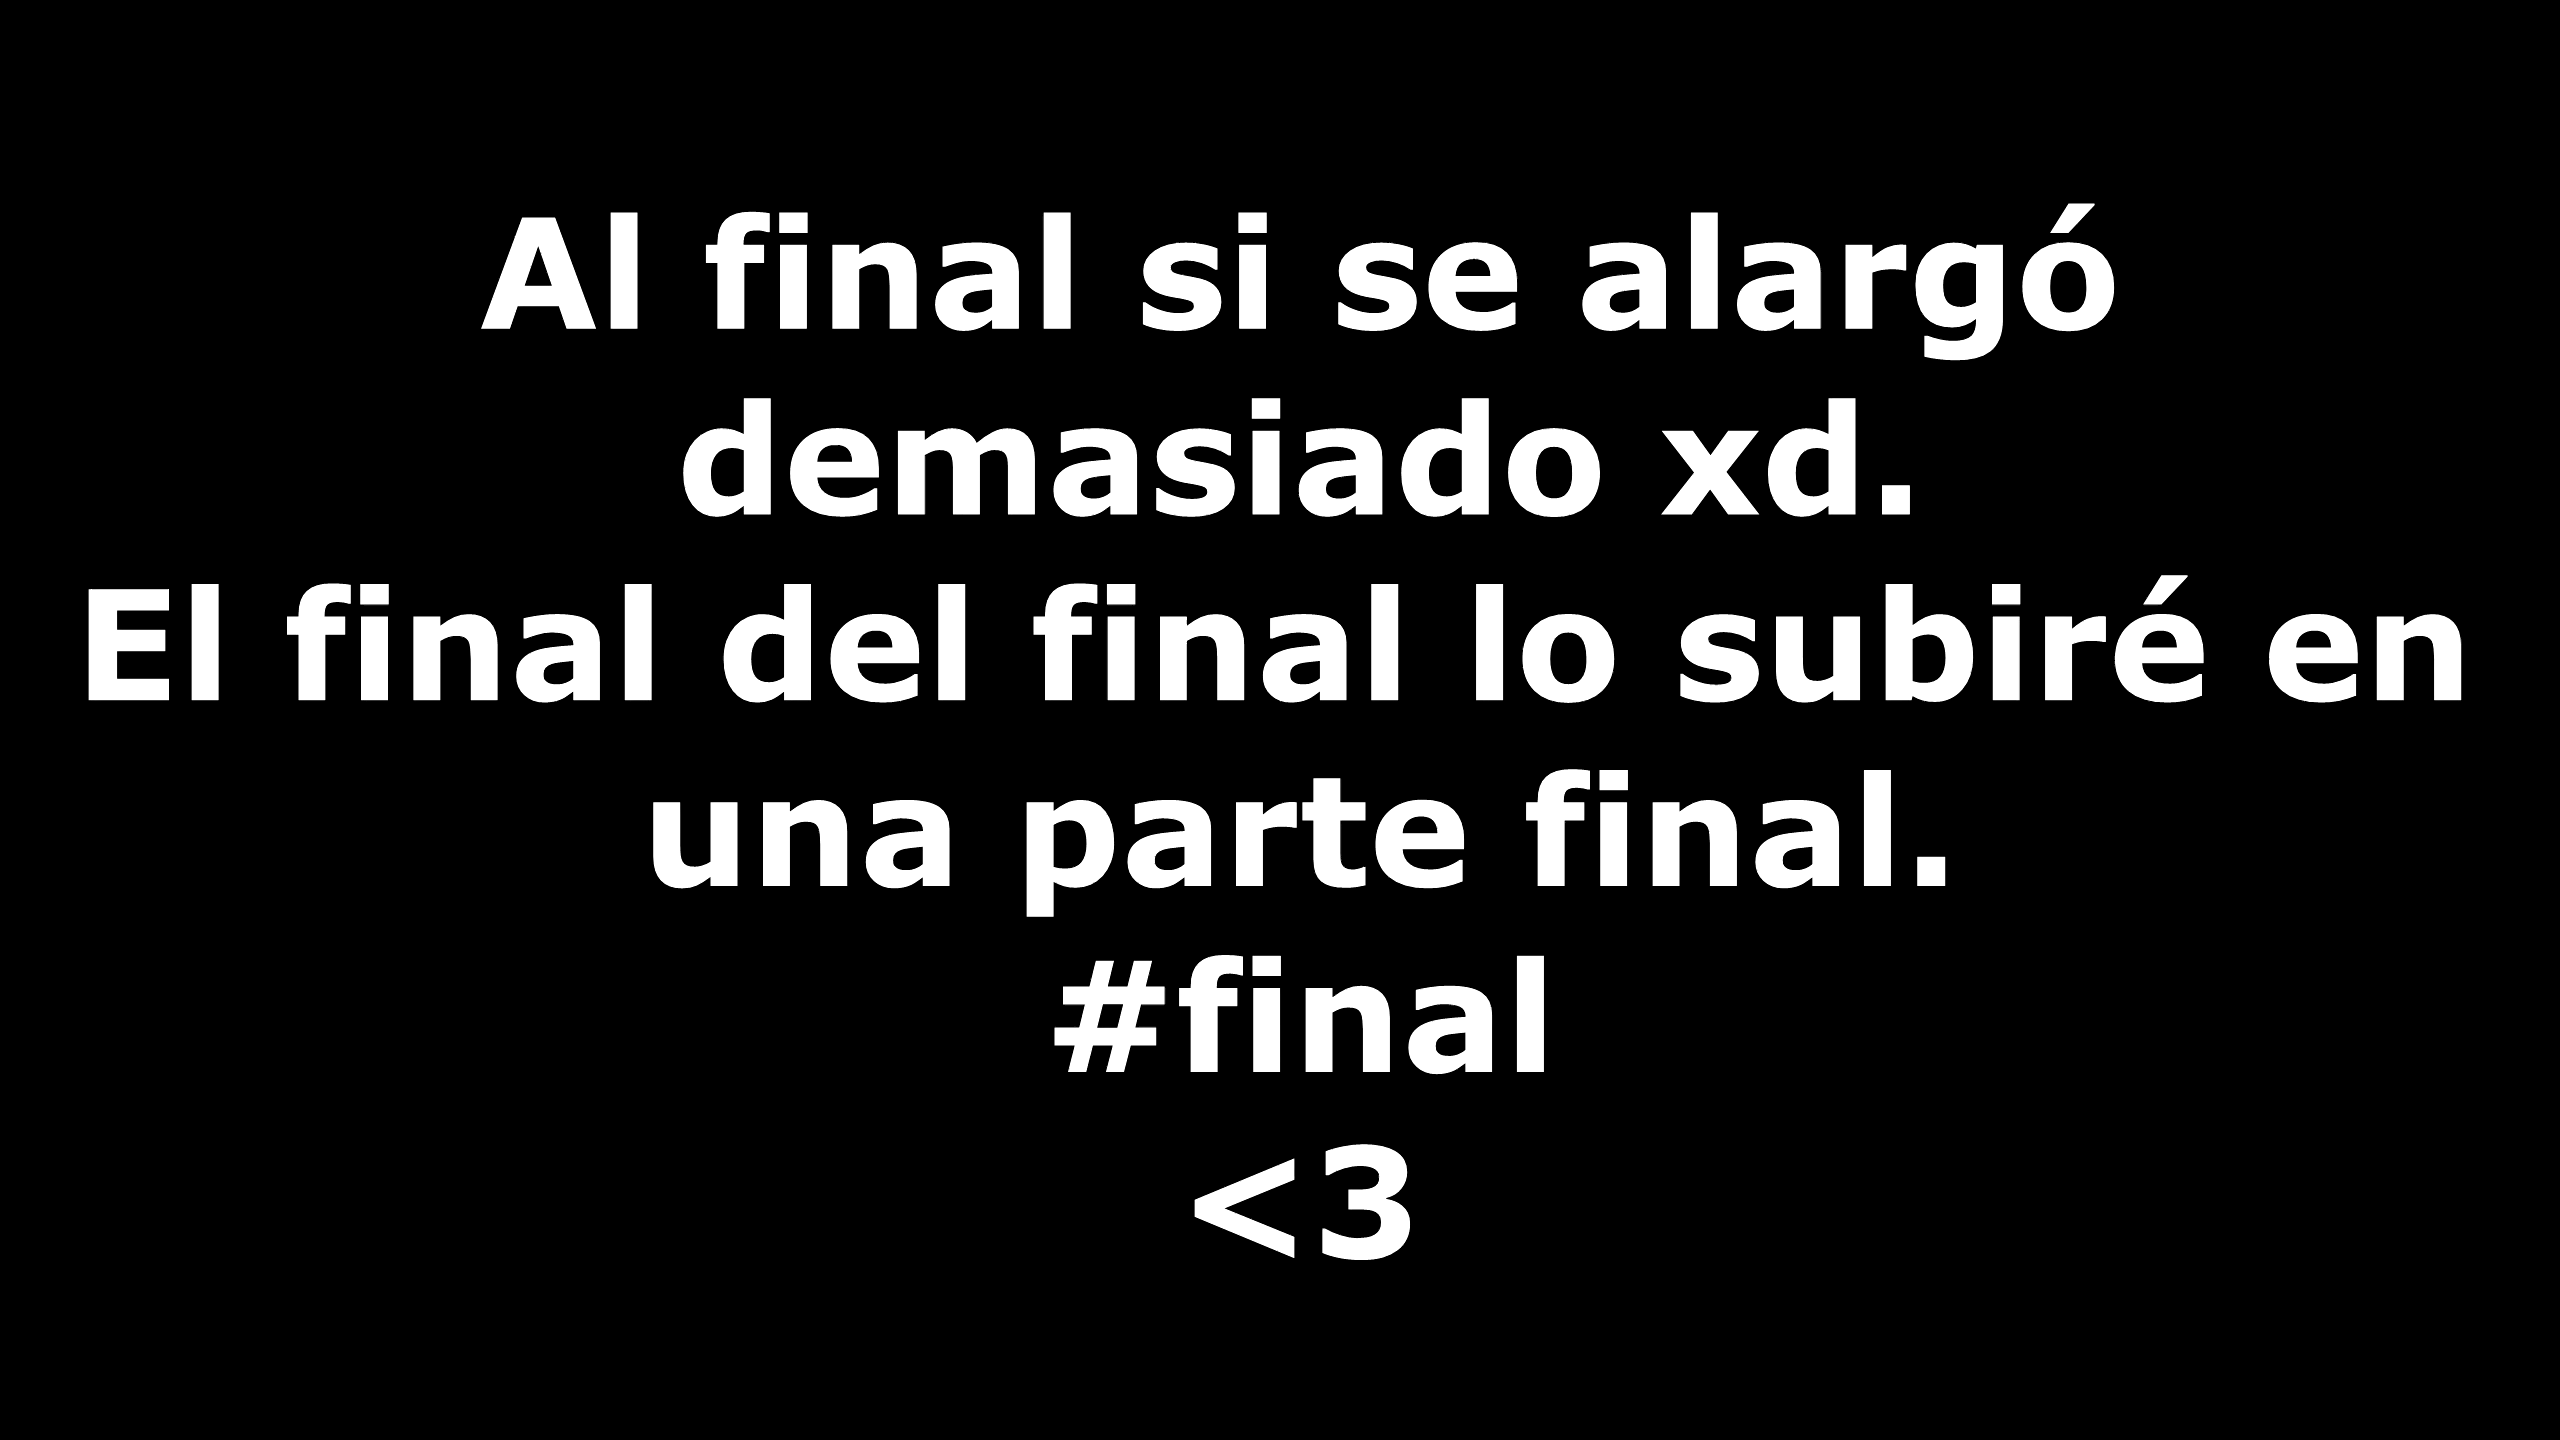 Al final si se alargó
demasiado xd.
El final del final lo subiré en
una parte final.
#final
<3